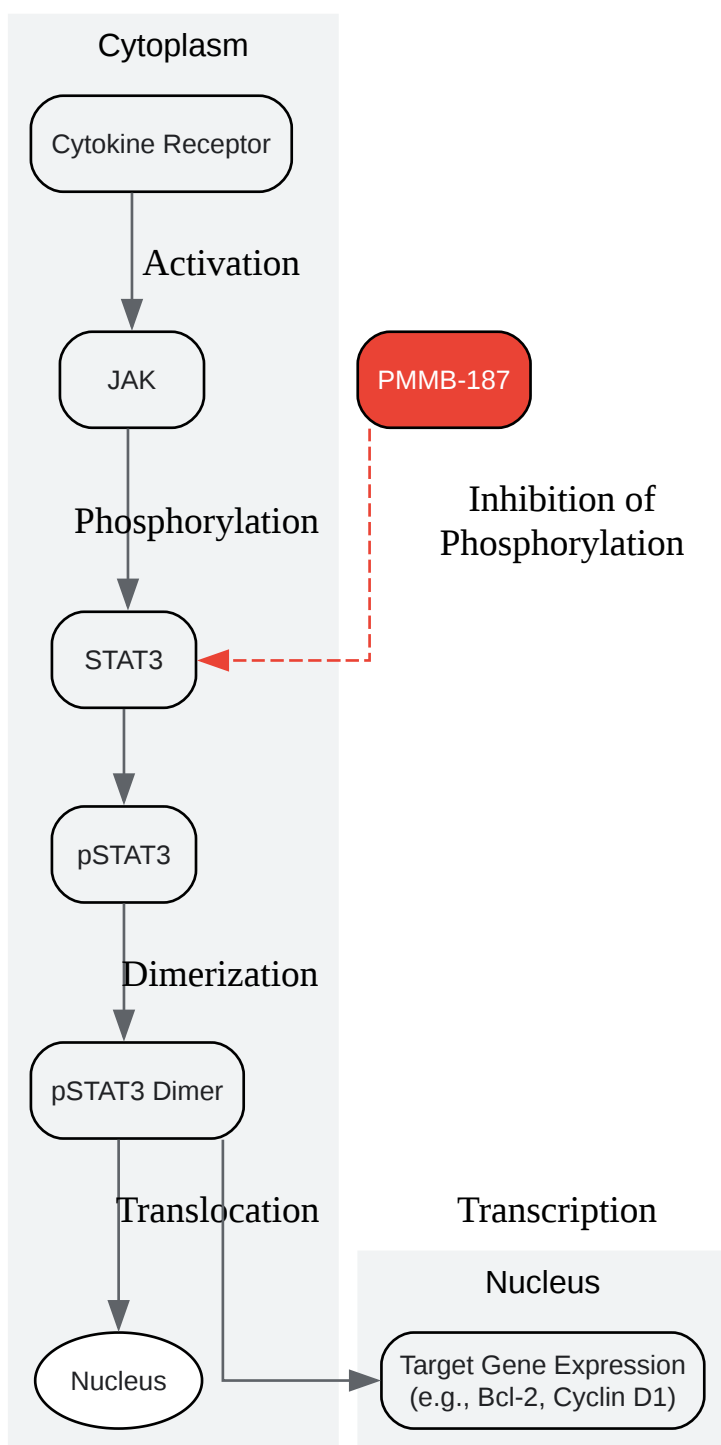 Cytoplasm
Cytokine Receptor
Activation
JAK
PMMB-187
Phosphorylation
Inhibition of
Phosphorylation
STAT3
pSTAT3
Dimerization
pSTAT3 Dimer
Translocation
Transcription
Nucleus
Nucleus
Target Gene Expression
(e.g., Bcl-2, Cyclin D1)